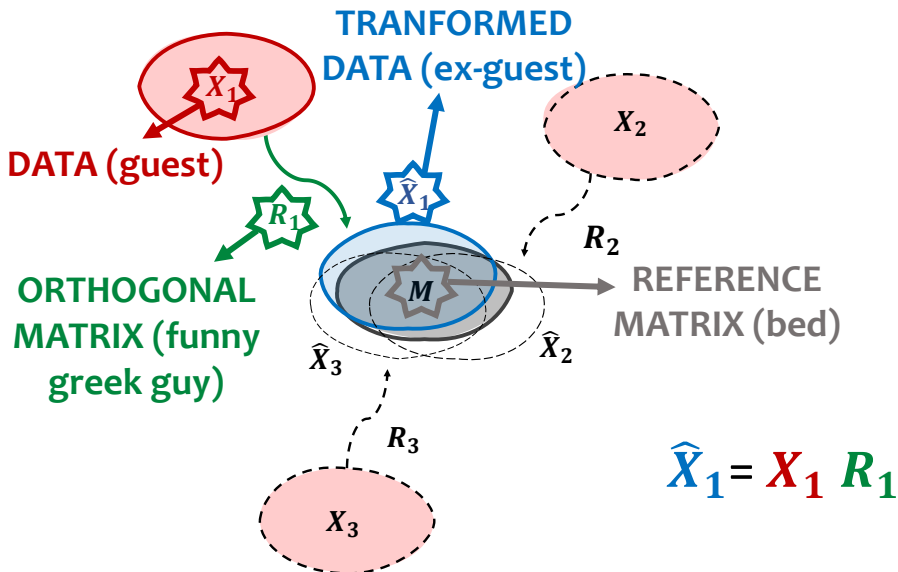 TRANFORMED
DATA (ex-guest)
X₁
X₂
DATA (guest)
X̂₁
R₁
R₂
ORTHOGONAL
MATRIX (funny
greek guy)
M
REFERENCE
MATRIX (bed)
X̂₃
X̂₂
R₃
X̂₁= X₁ R₁
X₃